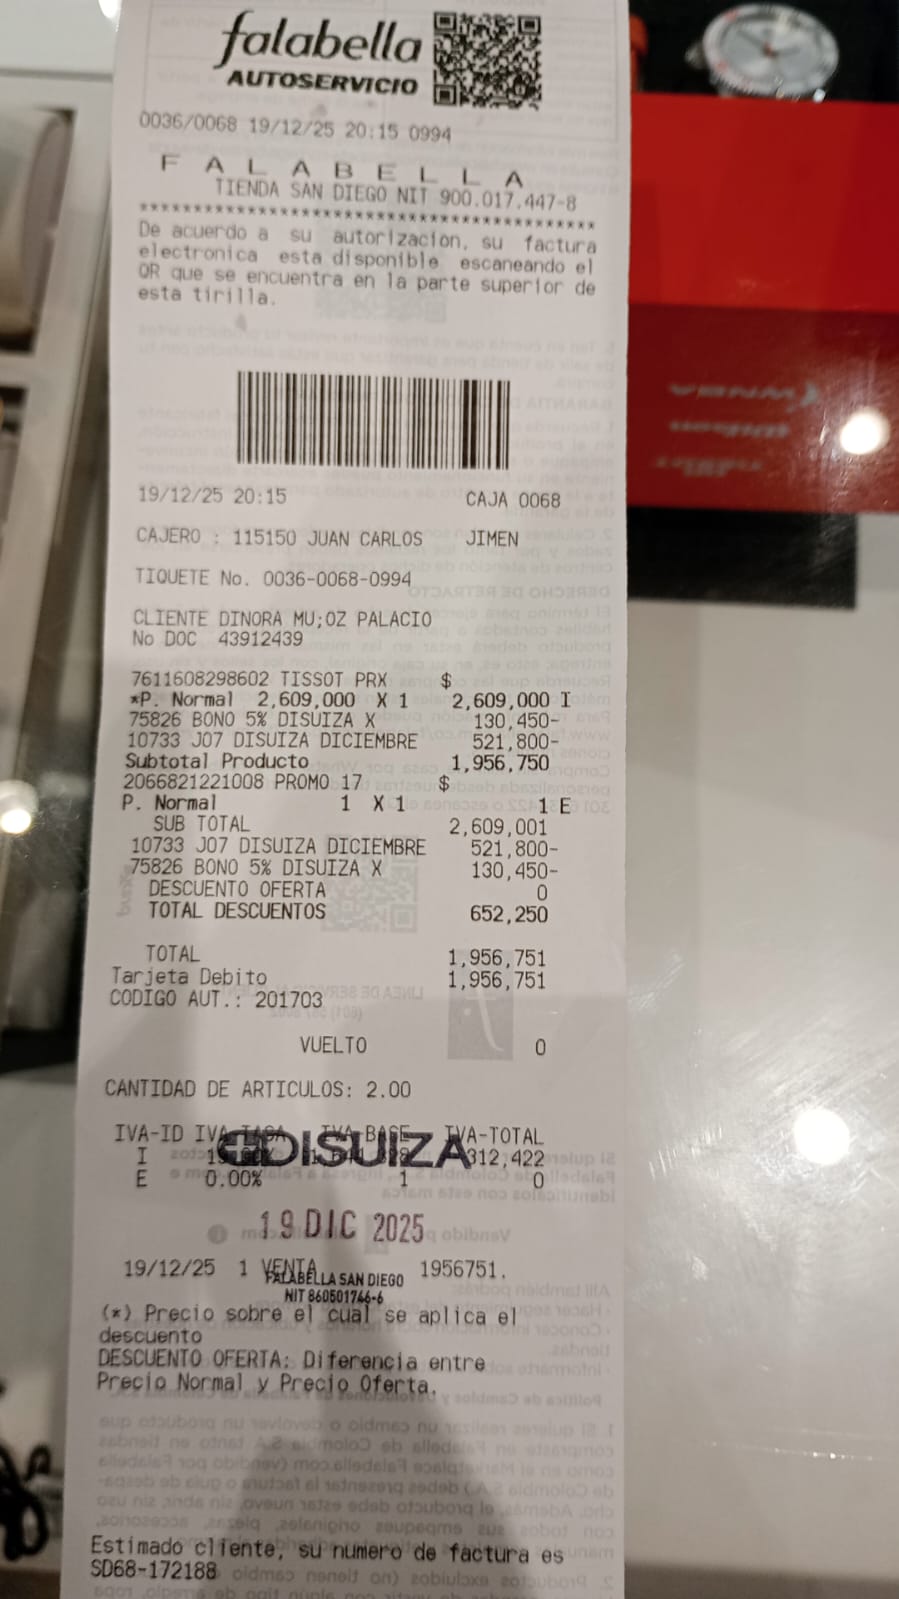 falabella
AUTOSERVICIO
0036/0068 19/12/25 20:15 0994
F A L A B E L L A
TIENDA SAN DIEGO NIT 900.017.447-8
******************************************
De acuerdo a su autorizacion, su factura
electronica esta disponible escaneando el
QR que se encuentra en la parte superior de
esta tirilla.
19/12/25 20:15 CAJA 0068
CAJERO : 115150 JUAN CARLOS JIMEN
TIQUETE No. 0036-0068-0994
CLIENTE DINORA MU;OZ PALACIO
No DOC 43912439
7611608298602 TISSOT PRX $
*P. Normal 2,609,000 X 1 2,609,000 I
75826 BONO 5% DISUIZA X 130,450-
10733 J07 DISUIZA DICIEMBRE 521,800-
Subtotal Producto 1,956,750
2066821221008 PROMO 17 $
P. Normal 1 X 1 1 E
SUB TOTAL 2,609,001
10733 J07 DISUIZA DICIEMBRE 521,800-
75826 BONO 5% DISUIZA X 130,450-
DESCUENTO OFERTA 0
TOTAL DESCUENTOS 652,250
TOTAL 1,956,751
Tarjeta Debito 1,956,751
CODIGO AUT.: 201703
VUELTO 0
CANTIDAD DE ARTICULOS: 2.00
IVA-ID IVA-TASA IVA-BASE IVA-TOTAL
DISUIZA
I 312,422
E 0.00% 1 0
19 DIC 2025
19/12/25 1 VENTA 1956751.
FALABELLA SAN DIEGO
NIT 860501746-6
(*) Precio sobre el cual se aplica el
descuento
DESCUENTO OFERTA: Diferencia entre
Precio Normal y Precio Oferta.
Estimado cliente, su numero de factura es
SD68-172188